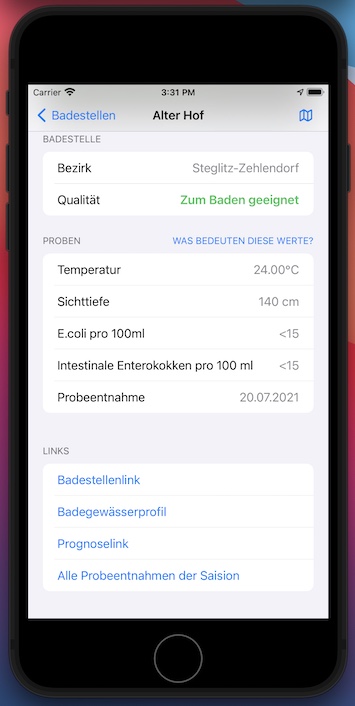 Carrier 3:31 PM
Badestellen Alter Hof
BADESTELLE
Bezirk Steglitz-Zehlendorf
Qualität Zum Baden geeignet
PROBEN WAS BEDEUTEN DIESE WERTE?
Temperatur 24.00°C
Sichttiefe 140 cm
E.coli pro 100ml <15
Intestinale Enterokokken pro 100 ml <15
Probeentnahme 20.07.2021
LINKS
Badestellenlink
Badegewässerprofil
Prognoselink
Alle Probeentnahmen der Saision